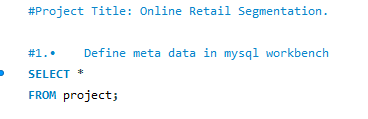 #Project Title: Online Retail Segmentation.
#1.•    Define meta data in mysql workbench
SELECT *
FROM project;